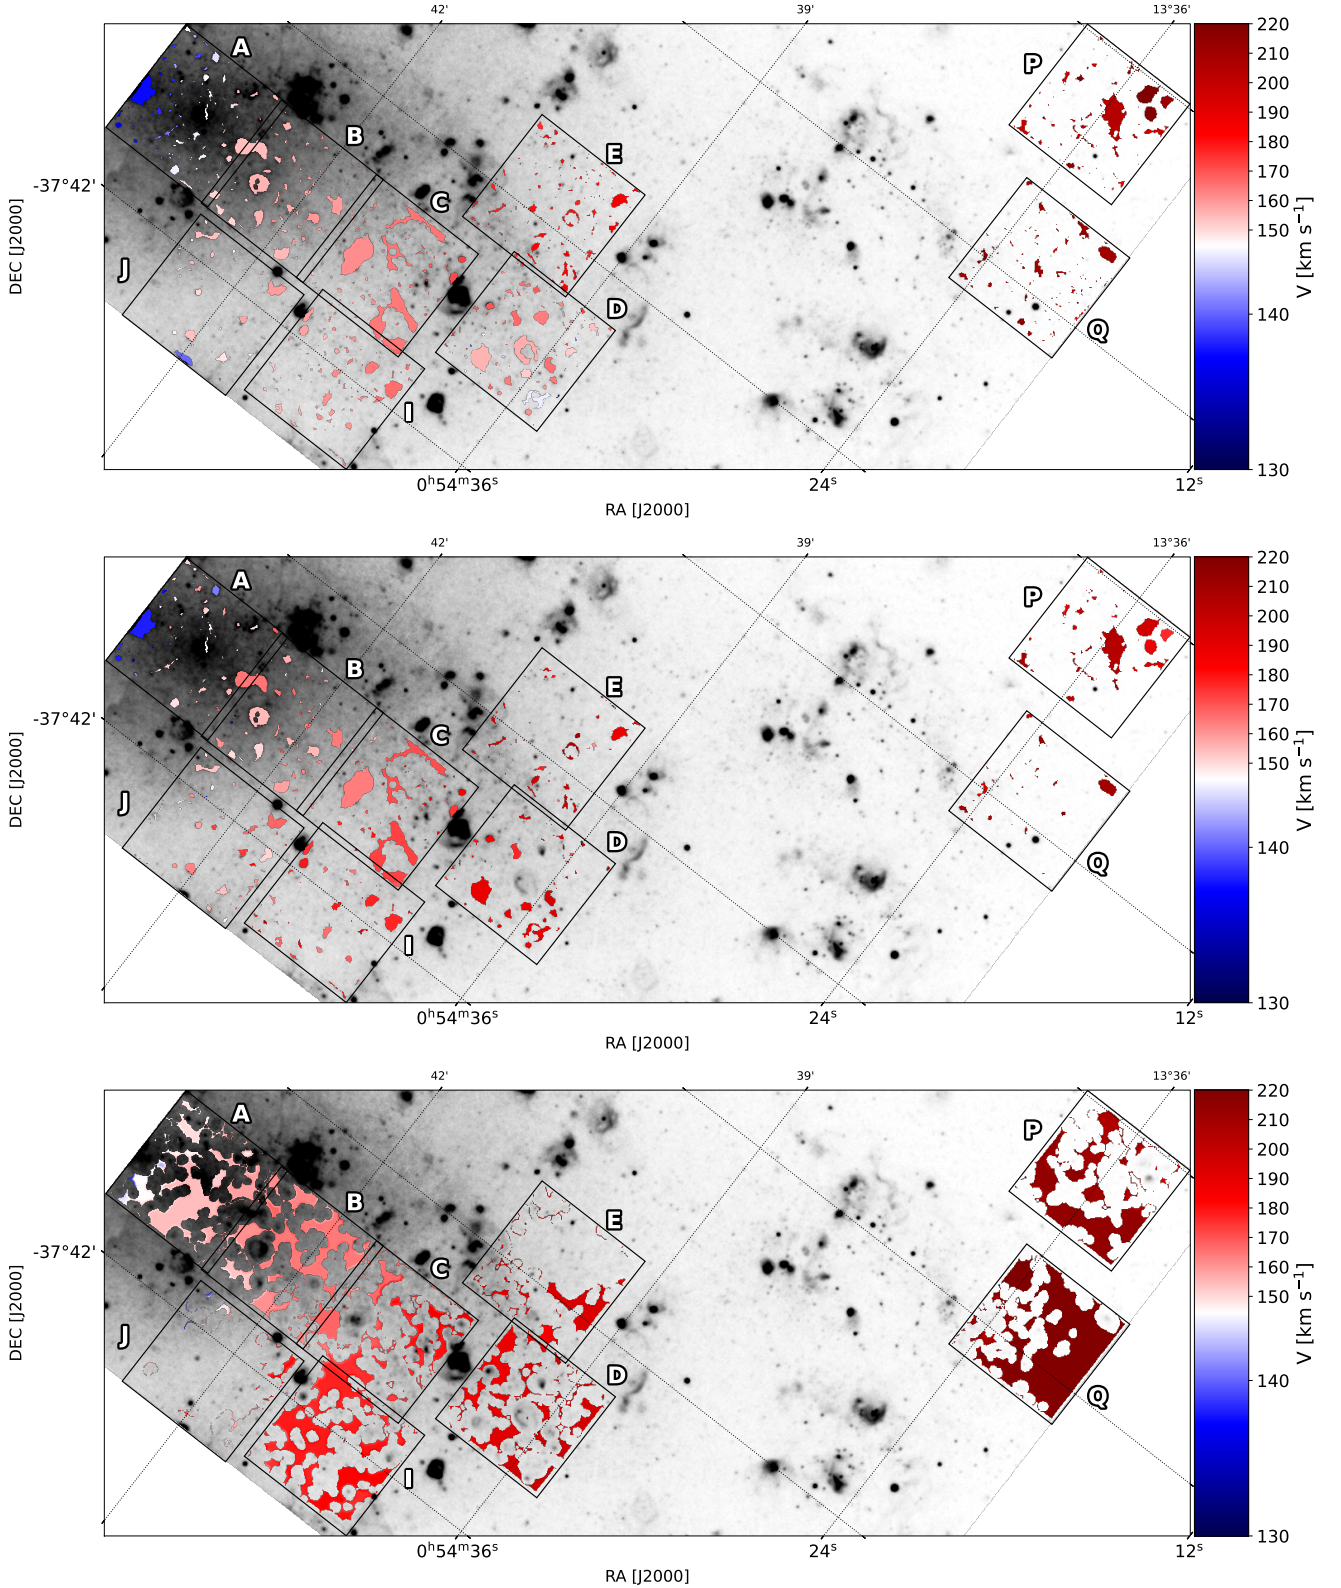 42' 39' 13°36'
220
210
200
190
180
170
160
150
140
130
V [km s⁻¹]
A
B
C
D
E
I
J
P
Q
-37°42'
DEC [J2000]
0ʰ54ᵐ36ˢ 24ˢ 12ˢ
RA [J2000]
42' 39' 13°36'
220
210
200
190
180
170
160
150
140
130
V [km s⁻¹]
A
B
C
D
E
I
J
P
Q
-37°42'
DEC [J2000]
0ʰ54ᵐ36ˢ 24ˢ 12ˢ
RA [J2000]
42' 39' 13°36'
220
210
200
190
180
170
160
150
140
130
V [km s⁻¹]
A
B
C
D
E
I
J
P
Q
-37°42'
DEC [J2000]
0ʰ54ᵐ36ˢ 24ˢ 12ˢ
RA [J2000]